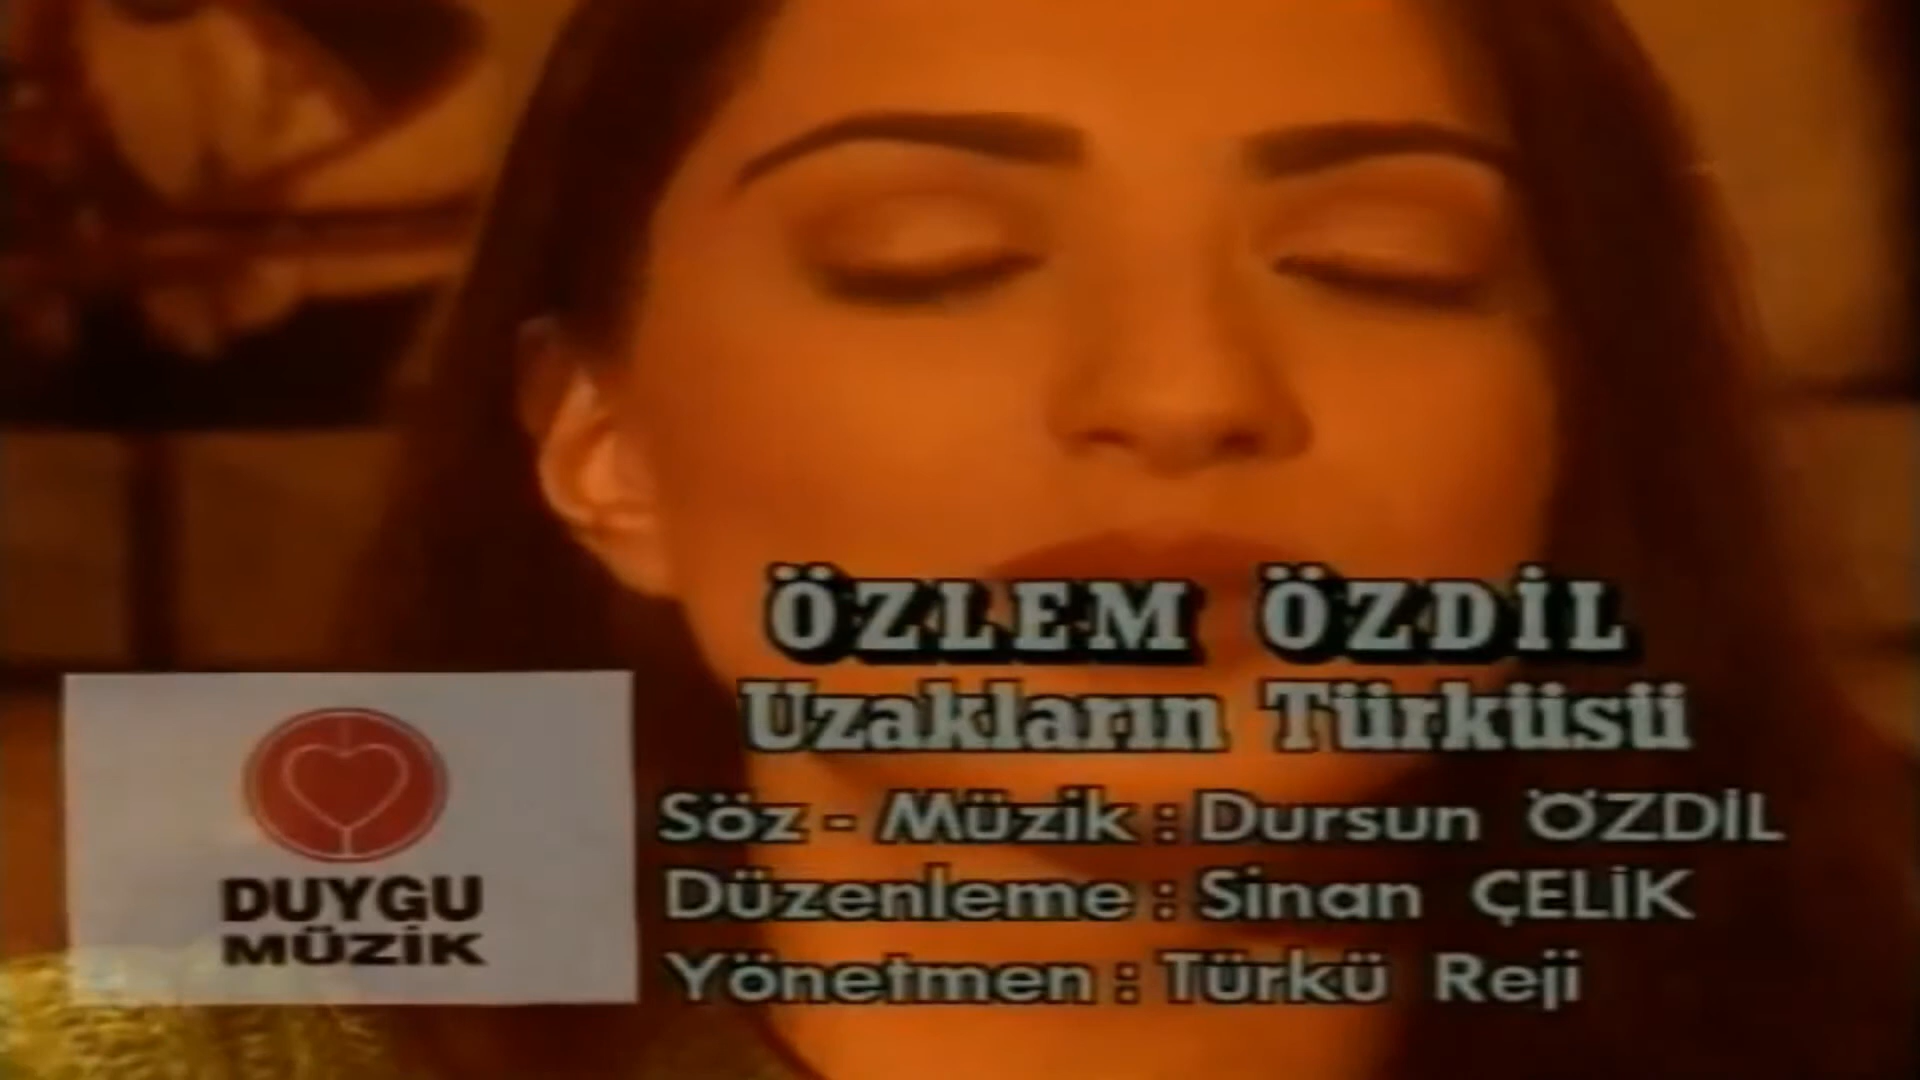 ÖZLEM ÖZDİL
Uzakların Türküsü
Söz - Müzik : Dursun ÖZDİL
Düzenleme : Sinan ÇELİK
Yönetmen : Türkü Reji
DUYGU
MÜZİK